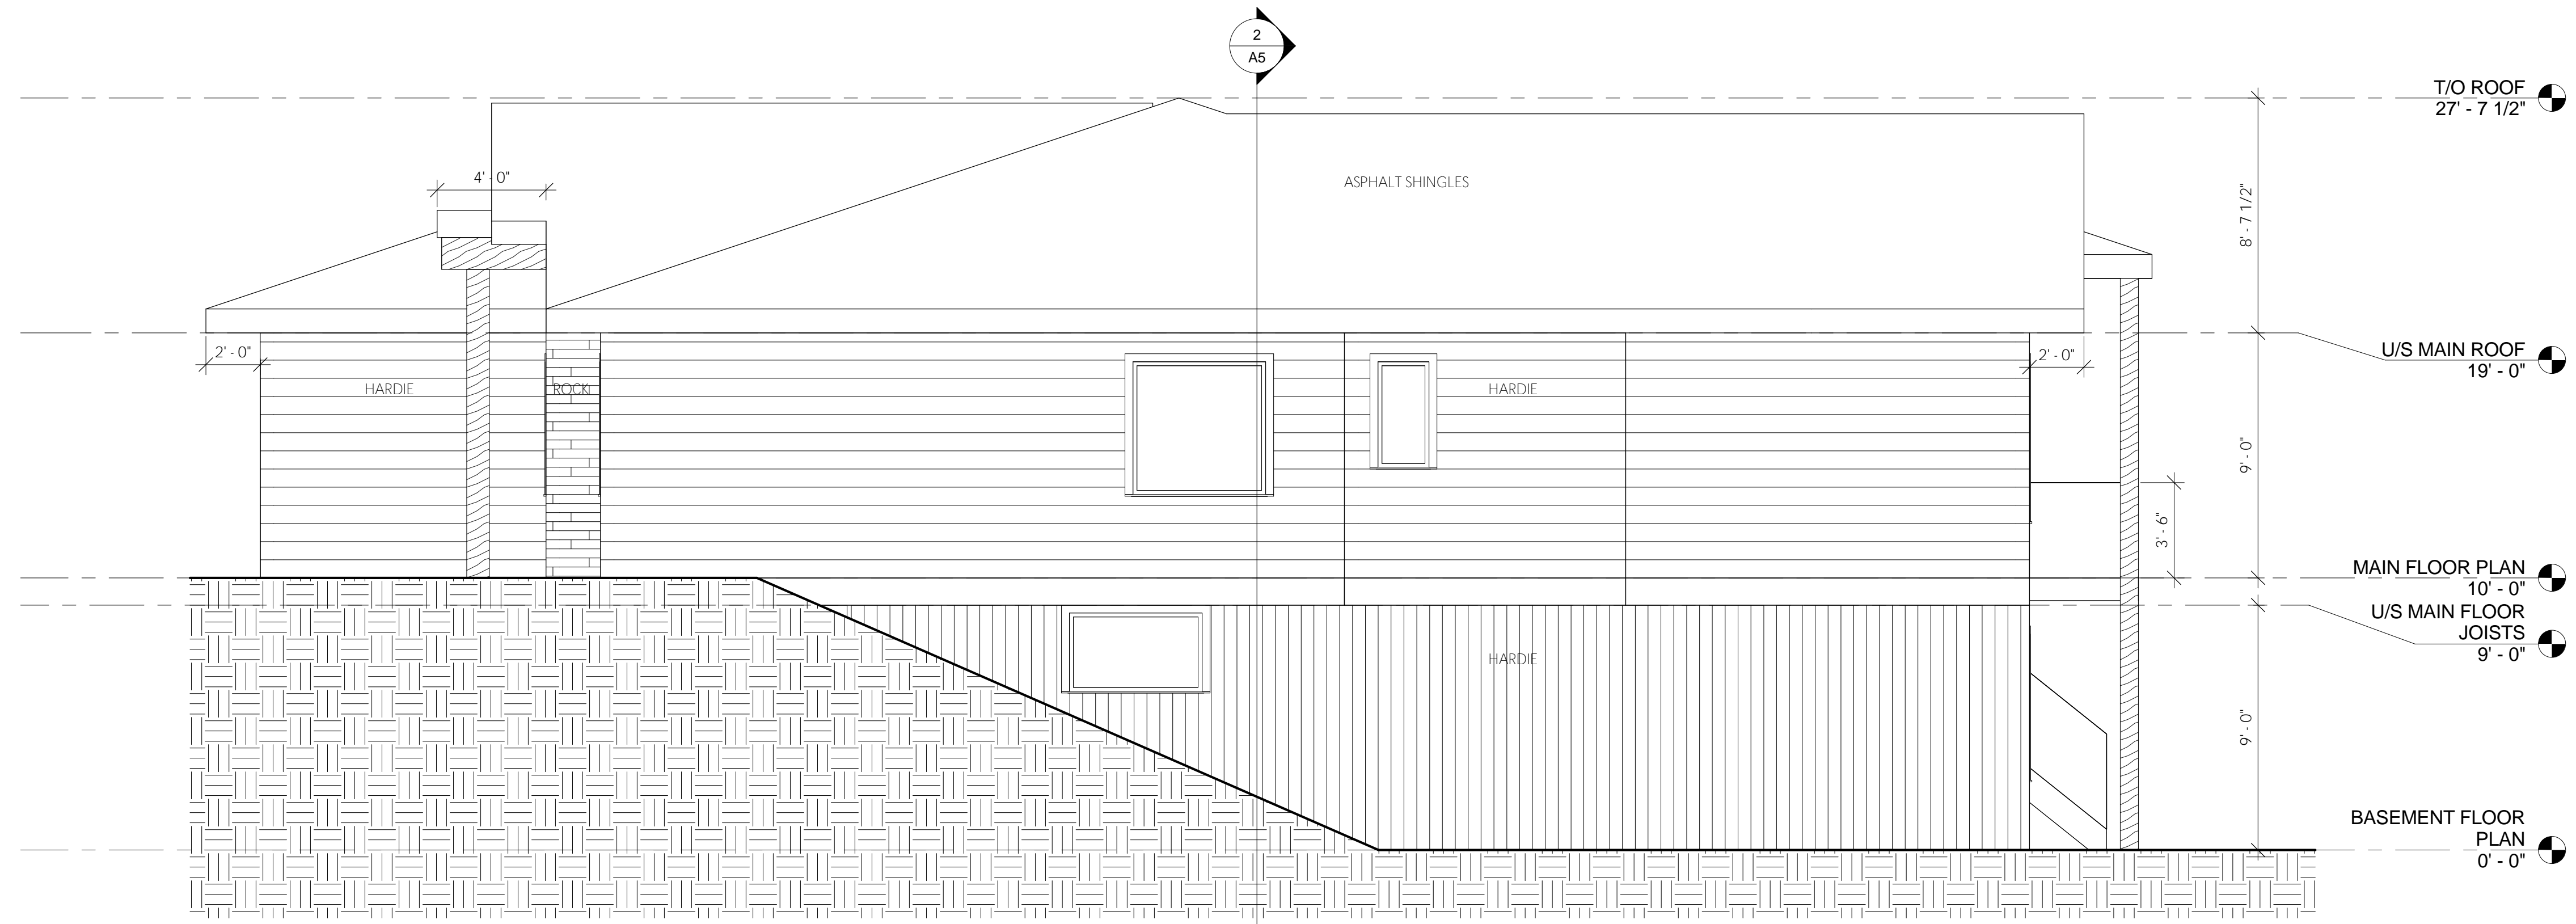 2
A5
T/O ROOF
27' - 7 1/2"
4' - 0"
ASPHALT SHINGLES
8' - 7 1/2"
2' - 0"
2' - 0"
U/S MAIN ROOF
19' - 0"
HARDIE
ROCK
HARDIE
9' - 0"
3' - 6"
MAIN FLOOR PLAN
10' - 0"
U/S MAIN FLOOR
JOISTS
9' - 0"
HARDIE
9' - 0"
BASEMENT FLOOR
PLAN
0' - 0"